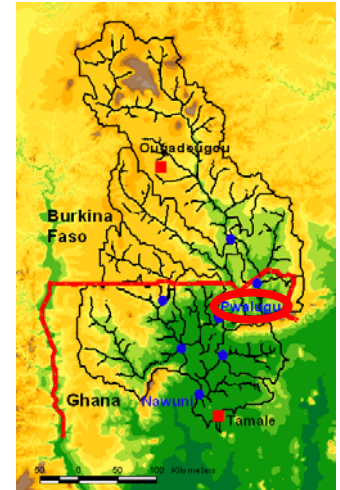 Ouagadougou
Burkina
Faso
Pwalugu
Ghana
Nawuni
Tamale
50 0 50 100 Kilometers